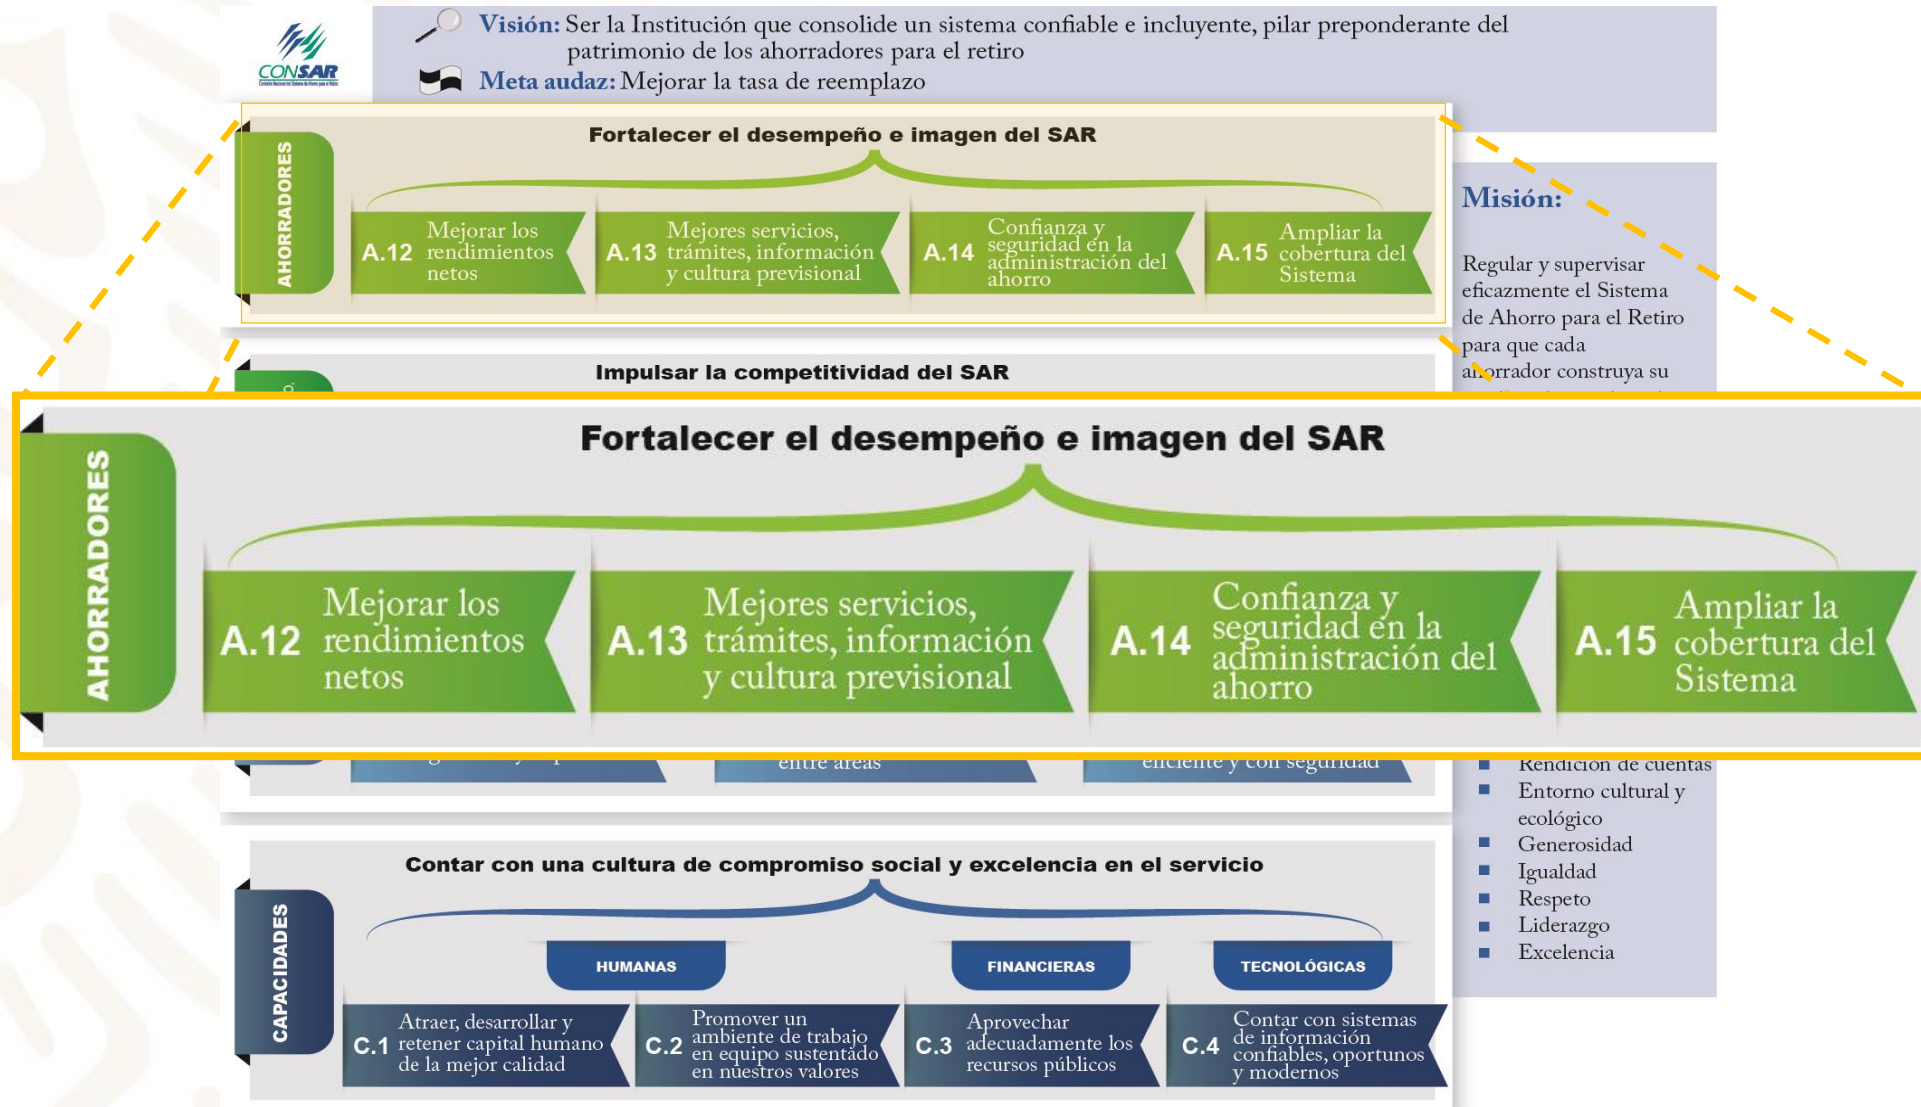 CONSAR
Visión: Ser la Institución que consolide un sistema confiable e incluyente, pilar preponderante del
patrimonio de los ahorradores para el retiro
Meta audaz: Mejorar la tasa de reemplazo
AHORRADORES
Fortalecer el desempeño e imagen del SAR
A.12 Mejorar los
rendimientos
netos
A.13 Mejores servicios,
trámites, información
y cultura previsional
A.14 Confianza y
seguridad en la
administración del
ahorro
A.15 Ampliar la
cobertura del
Sistema
Misión:
Regular y supervisar
eficazmente el Sistema
de Ahorro para el Retiro
para que cada
ahorrador construya su
Impulsar la competitividad del SAR
AHORRADORES
Fortalecer el desempeño e imagen del SAR
A.12 Mejorar los
rendimientos
netos
A.13 Mejores servicios,
trámites, información
y cultura previsional
A.14 Confianza y
seguridad en la
administración del
ahorro
A.15 Ampliar la
cobertura del
Sistema
entre áreas
eficiente y con seguridad
Rendición de cuentas
Entorno cultural y
ecológico
Generosidad
Igualdad
Respeto
Liderazgo
Excelencia
CAPACIDADES
Contar con una cultura de compromiso social y excelencia en el servicio
HUMANAS
FINANCIERAS
TECNOLÓGICAS
C.1 Atraer, desarrollar y
retener capital humano
de la mejor calidad
C.2 Promover un
ambiente de trabajo
en equipo sustentado
en nuestros valores
C.3 Aprovechar
adecuadamente los
recursos públicos
C.4 Contar con sistemas
de información
confiables, oportunos
y modernos